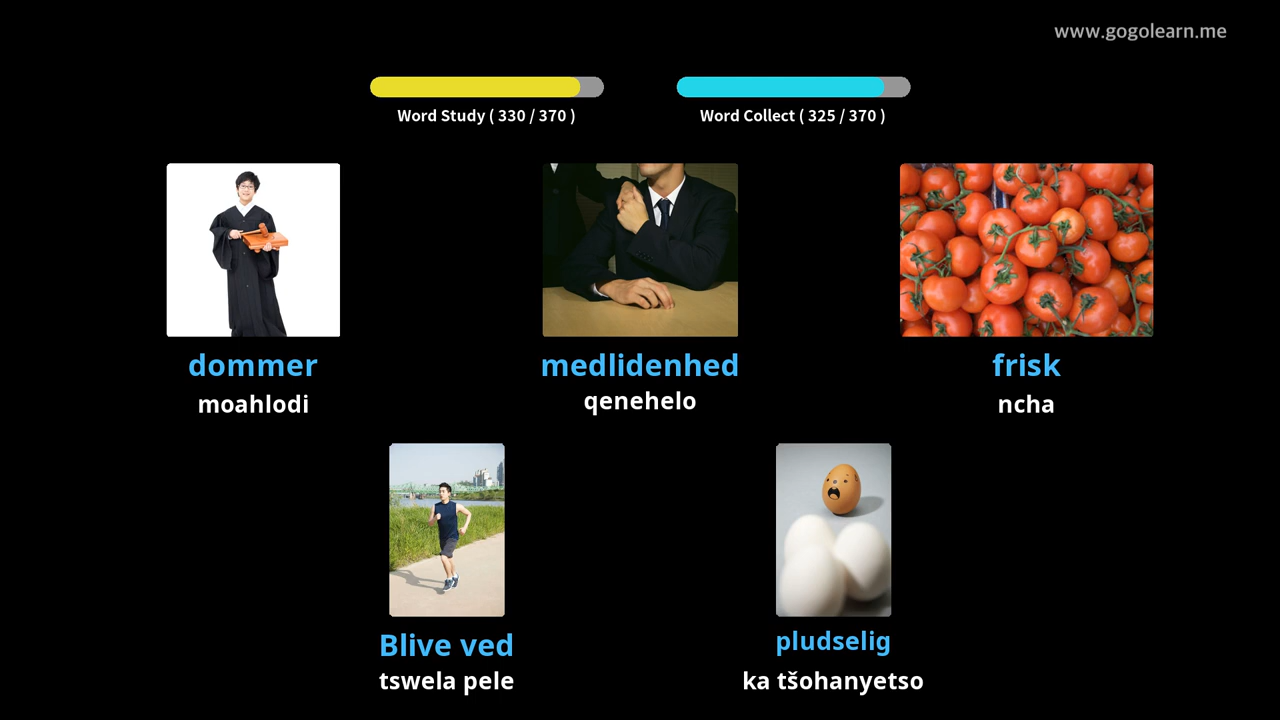 www.gogolearn.me
Word Study ( 330 / 370 )
Word Collect ( 325 / 370 )
dommer
moahlodi
medlidenhed
qenehelo
frisk
ncha
Blive ved
tswela pele
pludselig
ka tšohanyetso